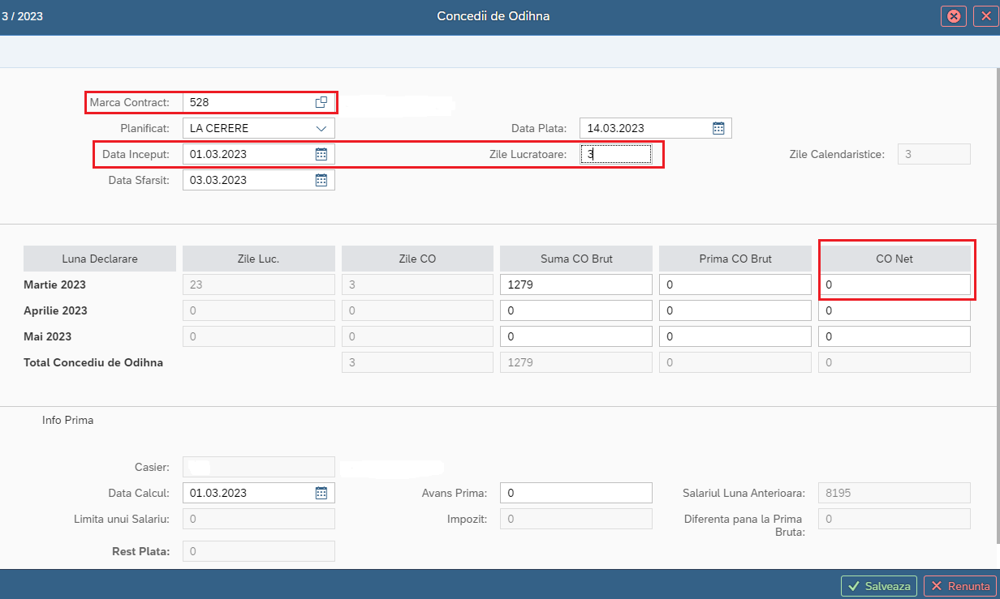 3 / 2023 Concedii de Odihna
Marca Contract: 528
Planificat: LA CERERE Data Plata: 14.03.2023
Data Inceput: 01.03.2023 Zile Lucratoare: 3 Zile Calendaristice: 3
Data Sfarsit: 03.03.2023
Luna Declarare Zile Luc. Zile CO Suma CO Brut Prima CO Brut CO Net
Martie 2023 23 3 1279 0 0
Aprilie 2023 0 0 0 0 0
Mai 2023 0 0 0 0 0
Total Concediu de Odihna 3 1279 0 0
Info Prima
Casier:
Data Calcul: 01.03.2023 Avans Prima: 0 Salariul Luna Anterioara: 8195
Limita unui Salariu: 0 Impozit: 0 Diferenta pana la Prima Bruta: 0
Rest Plata: 0
Salveaza Renunta